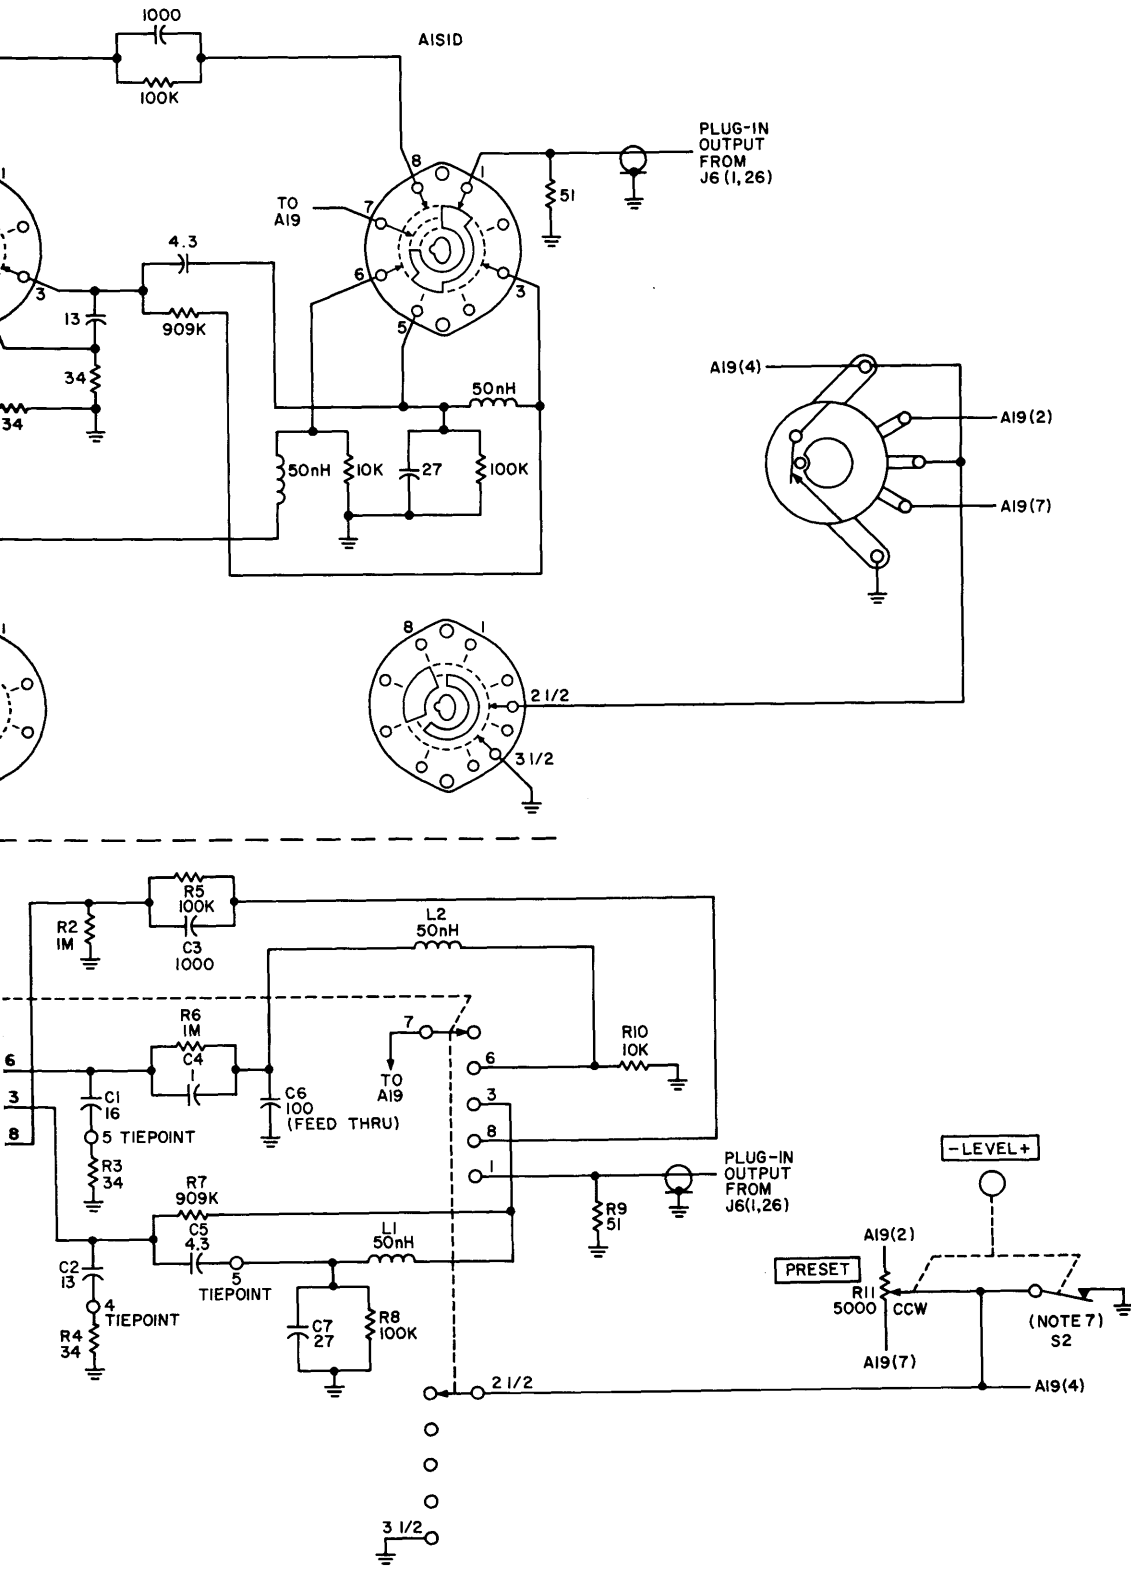 1000
A1S1D
100K
PLUG-IN
OUTPUT
FROM
J6 (1,26)
8
1
51
TO
A19
7
1
4.3
6
3
3
13
909K
5
34
50nH
A19(4)
A19(2)
34
50nH
10K
27
100K
A19(7)
1
8
1
2 1/2
3 1/2
R5
100K
R2
1M
C3
1000
L2
50nH
R6
1M
C4
1
7
TO
A19
R10
10K
6
6
C1
16
C6
100
(FEED THRU)
3
3
8
8
5 TIEPOINT
R3
34
1
PLUG-IN
OUTPUT
FROM
J6(1,26)
-LEVEL+
R7
909K
C5
4.3
L1
50nH
R9
51
5
TIEPOINT
C2
13
4
TIEPOINT
R4
34
C7
27
R8
100K
A19(2)
PRESET
R11
5000
CCW
(NOTE 7)
S2
A19(7)
2 1/2
A19(4)
3 1/2